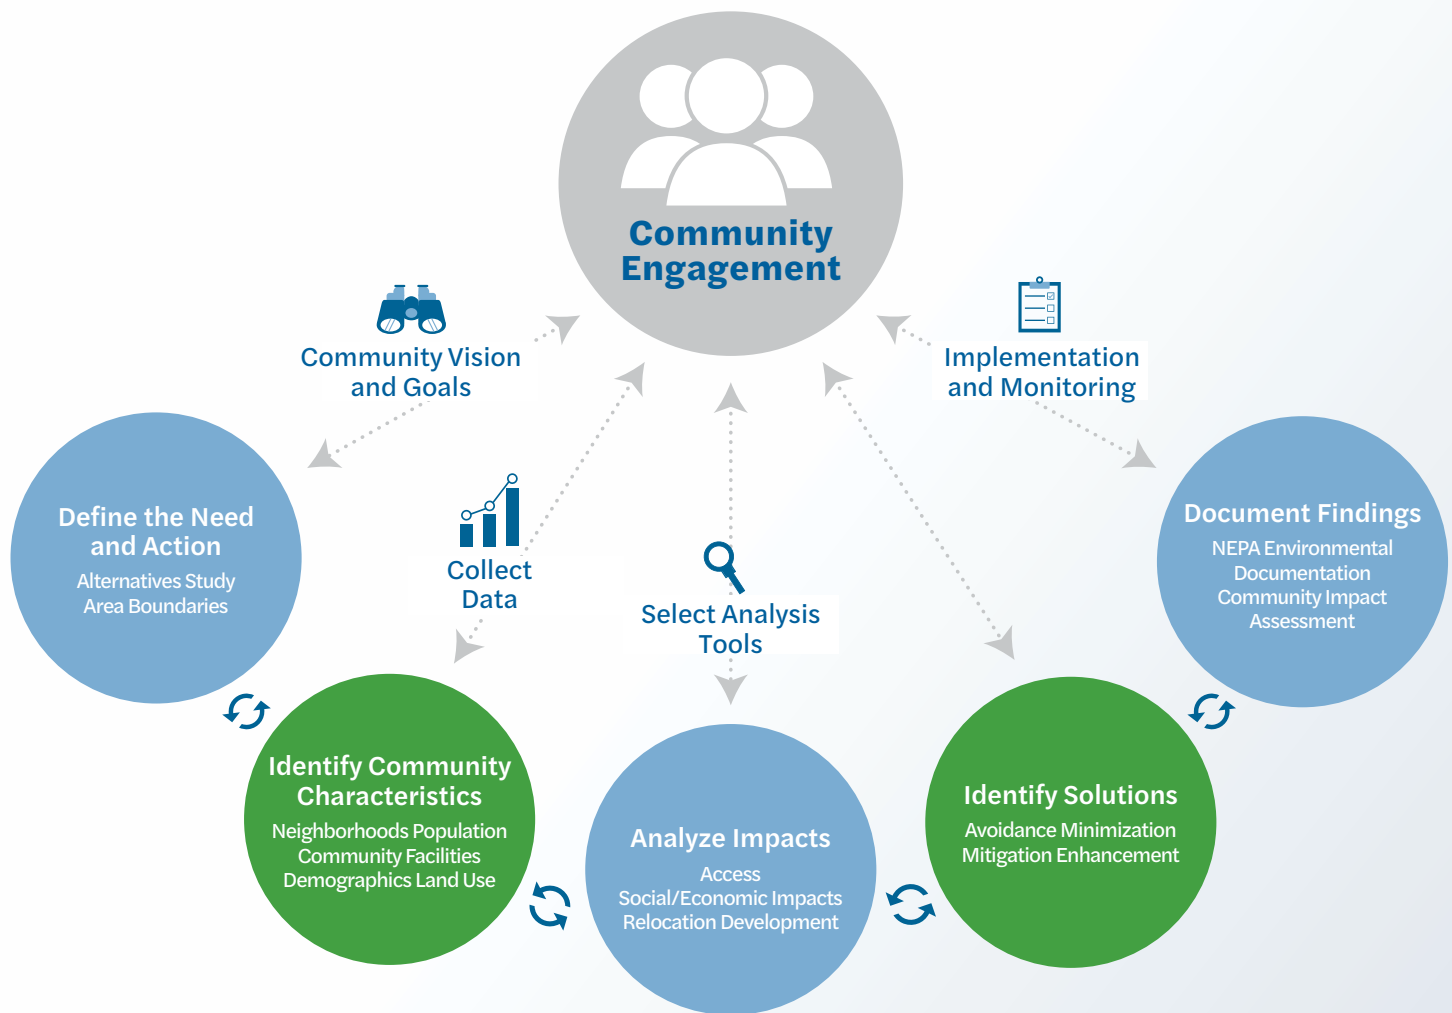 Community
Engagement
Community Vision
and Goals
Implementation
and Monitoring
Collect
Data
Select Analysis
Tools
Define the Need
and Action
Alternatives Study
Area Boundaries
Identify Community
Characteristics
Neighborhoods Population
Community Facilities
Demographics Land Use
Analyze Impacts
Access
Social/Economic Impacts
Relocation Development
Identify Solutions
Avoidance Minimization
Mitigation Enhancement
Document Findings
NEPA Environmental
Documentation
Community Impact
Assessment